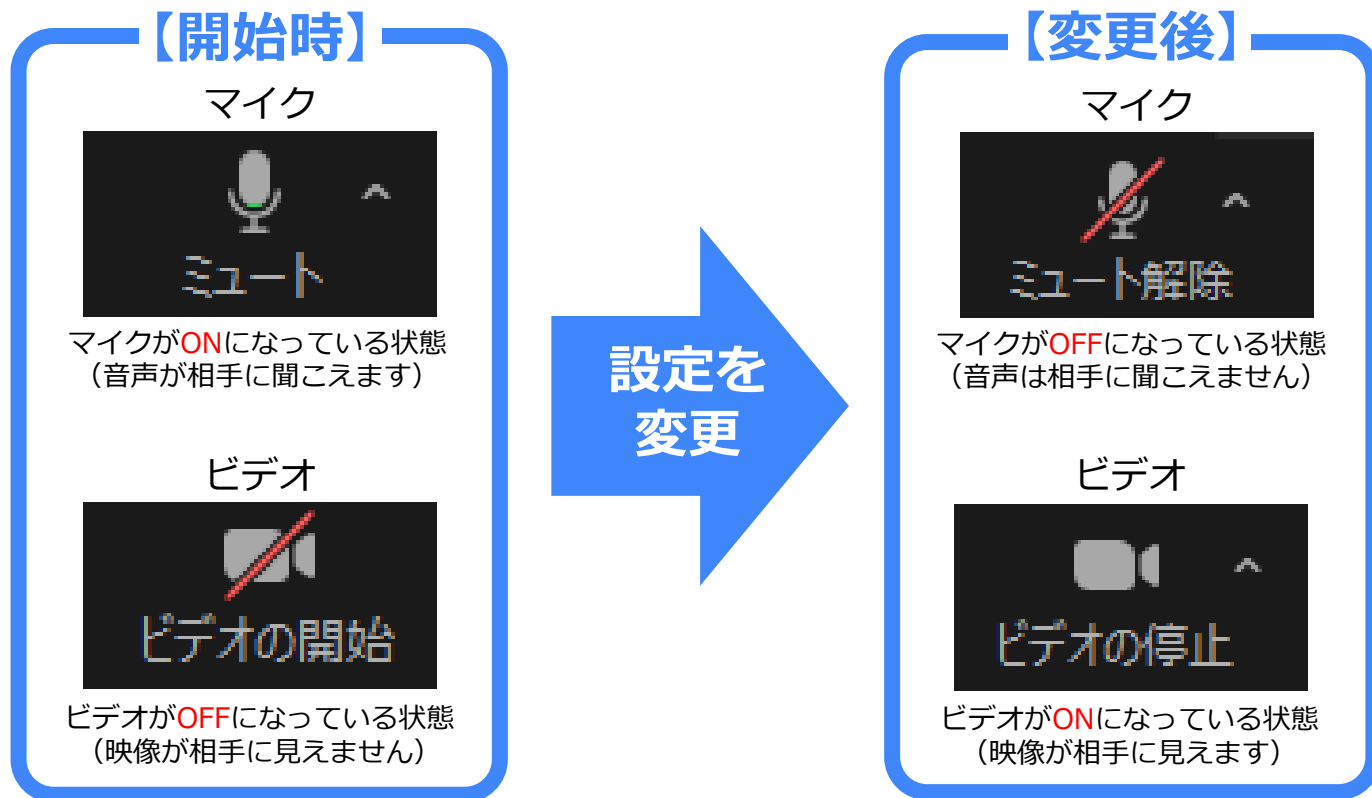 【開始時】
マイク
ミュート
マイクがONになっている状態
（音声が相手に聞こえます）
ビデオ
ビデオの開始
ビデオがOFFになっている状態
（映像が相手に見えません）
設定を
変更
【変更後】
マイク
ミュート解除
マイクがOFFになっている状態
（音声は相手に聞こえません）
ビデオ
ビデオの停止
ビデオがONになっている状態
（映像が相手に見えます）